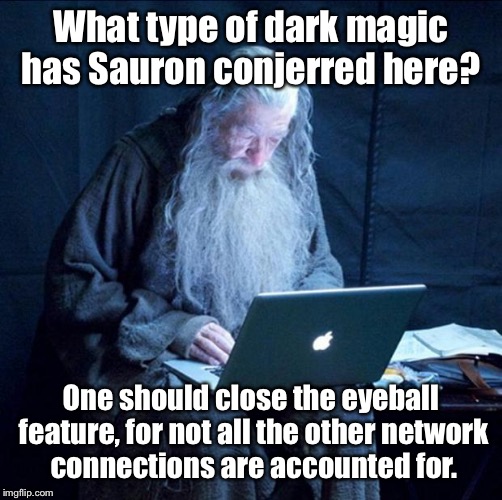 What type of dark magic
has Sauron conjerred here?
One should close the eyeball
feature, for not all the other network
connections are accounted for.
imgflip.com